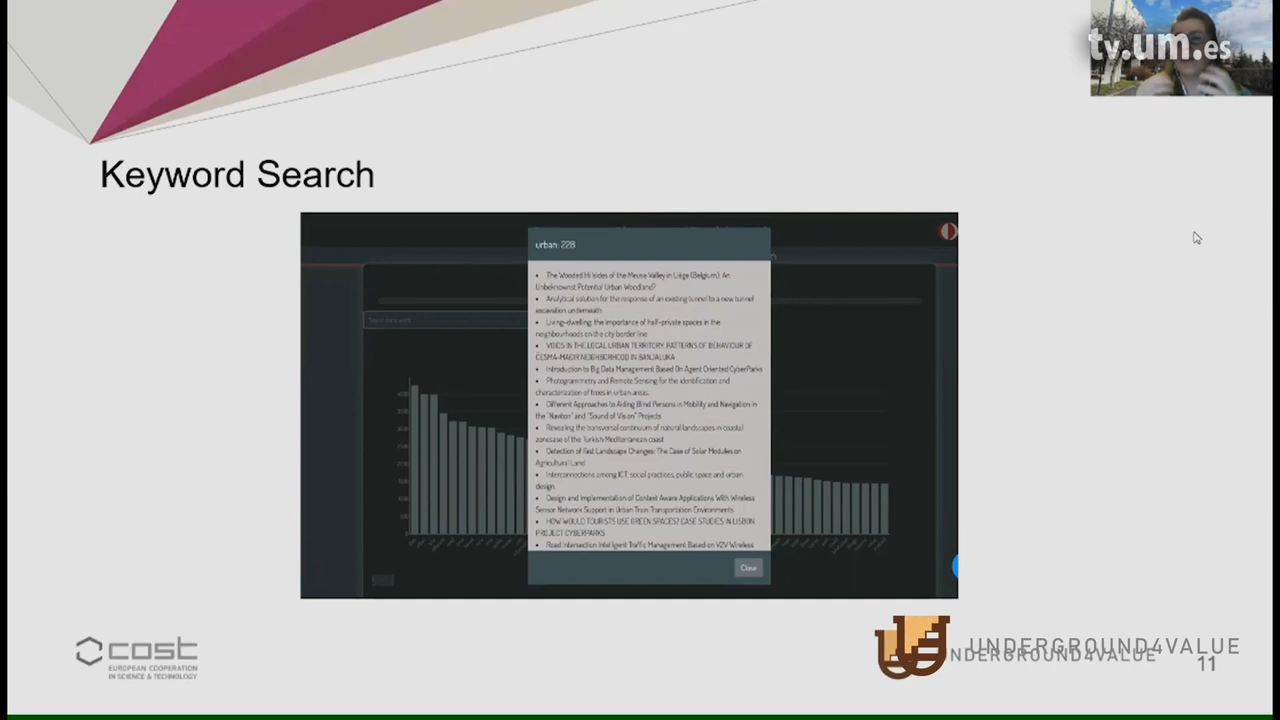 tv.um.es
Keyword Search
urban: 228
The Wooded Hillsides of the Meuse Valley in Liège (Belgium): An
Unbeknownst Potential Urban Woodland?
Analytical solution for the response of an existing tunnel to a new tunnel
excavation underneath
Living-dwelling: the importance of half-private spaces in the
neighbourhoods on the city border line
VOIDS IN THE LOCAL URBAN TERRITORY: PATTERNS OF BEHAVIOUR OF
ČESMA-MADIR NEIGHBORHOOD IN BANJALUKA
Introduction to Big Data Management Based On Agent Oriented CyberParks
Photogrammetry and Remote Sensing for the identification and
characterization of trees in urban areas.
Different Approaches to Aiding Blind Persons in Mobility and Navigation in
the "Naviton" and "Sound of Vision" Projects
Revealing the transversal continuum of natural landscapes in coastal
zones of the Turkish Mediterranean coast
Detection of Fast Landscape Changes: The Case of Solar Modules on
Agricultural Land
Interconnections among ICT, social practices, public space and urban
design.
Design and Implementation of Context Aware Applications With Wireless
Sensor Network Support in Urban Train Transportation Environments
HOW WOULD TOURISTS USE GREEN SPACES? CASE STUDIES IN LISBON
PROJECT CYBERPARKS
Road Intersection Intelligent Traffic Management Based on V2V Wireless
Close
cost
EUROPEAN COOPERATION
IN SCIENCE & TECHNOLOGY
UNDERGROUND4VALUE
UNDERGROUND4VALUE
11